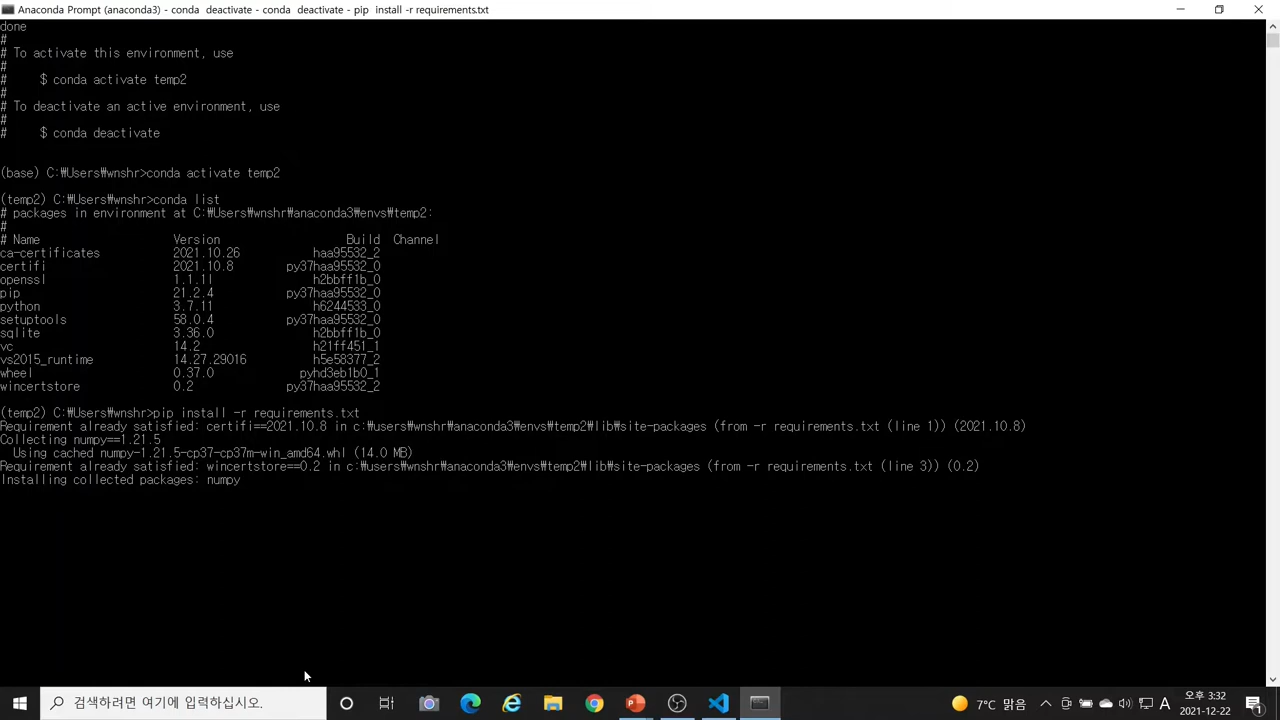 Anaconda Prompt (anaconda3) - conda deactivate - conda deactivate - pip install -r requirements.txt
done
#
# To activate this environment, use
#
#     $ conda activate temp2
#
# To deactivate an active environment, use
#
#     $ conda deactivate
(base) C:₩Users₩wnshr>conda activate temp2
(temp2) C:₩Users₩wnshr>conda list
# packages in environment at C:₩Users₩wnshr₩anaconda3₩envs₩temp2:
#
# Name                    Version                   Build  Channel
ca-certificates           2021.10.26           haa95532_2
certifi                   2021.10.8        py37haa95532_0
openssl                   1.1.1l               h2bbff1b_0
pip                       21.2.4           py37haa95532_0
python                    3.7.11               h6244533_0
setuptools                58.0.4           py37haa95532_0
sqlite                    3.36.0               h2bbff1b_0
vc                        14.2                 h21ff451_1
vs2015_runtime            14.27.29016          h5e58377_2
wheel                     0.37.0             pyhd3eb1b0_1
wincertstore              0.2              py37haa95532_2
(temp2) C:₩Users₩wnshr>pip install -r requirements.txt
Requirement already satisfied: certifi==2021.10.8 in c:₩users₩wnshr₩anaconda3₩envs₩temp2₩lib₩site-packages (from -r requirements.txt (line 1)) (2021.10.8)
Collecting numpy==1.21.5
  Using cached numpy-1.21.5-cp37-cp37m-win_amd64.whl (14.0 MB)
Requirement already satisfied: wincertstore==0.2 in c:₩users₩wnshr₩anaconda3₩envs₩temp2₩lib₩site-packages (from -r requirements.txt (line 3)) (0.2)
Installing collected packages: numpy
검색하려면 여기에 입력하십시오.
7°C 맑음
A
오후 3:32
2021-12-22
1